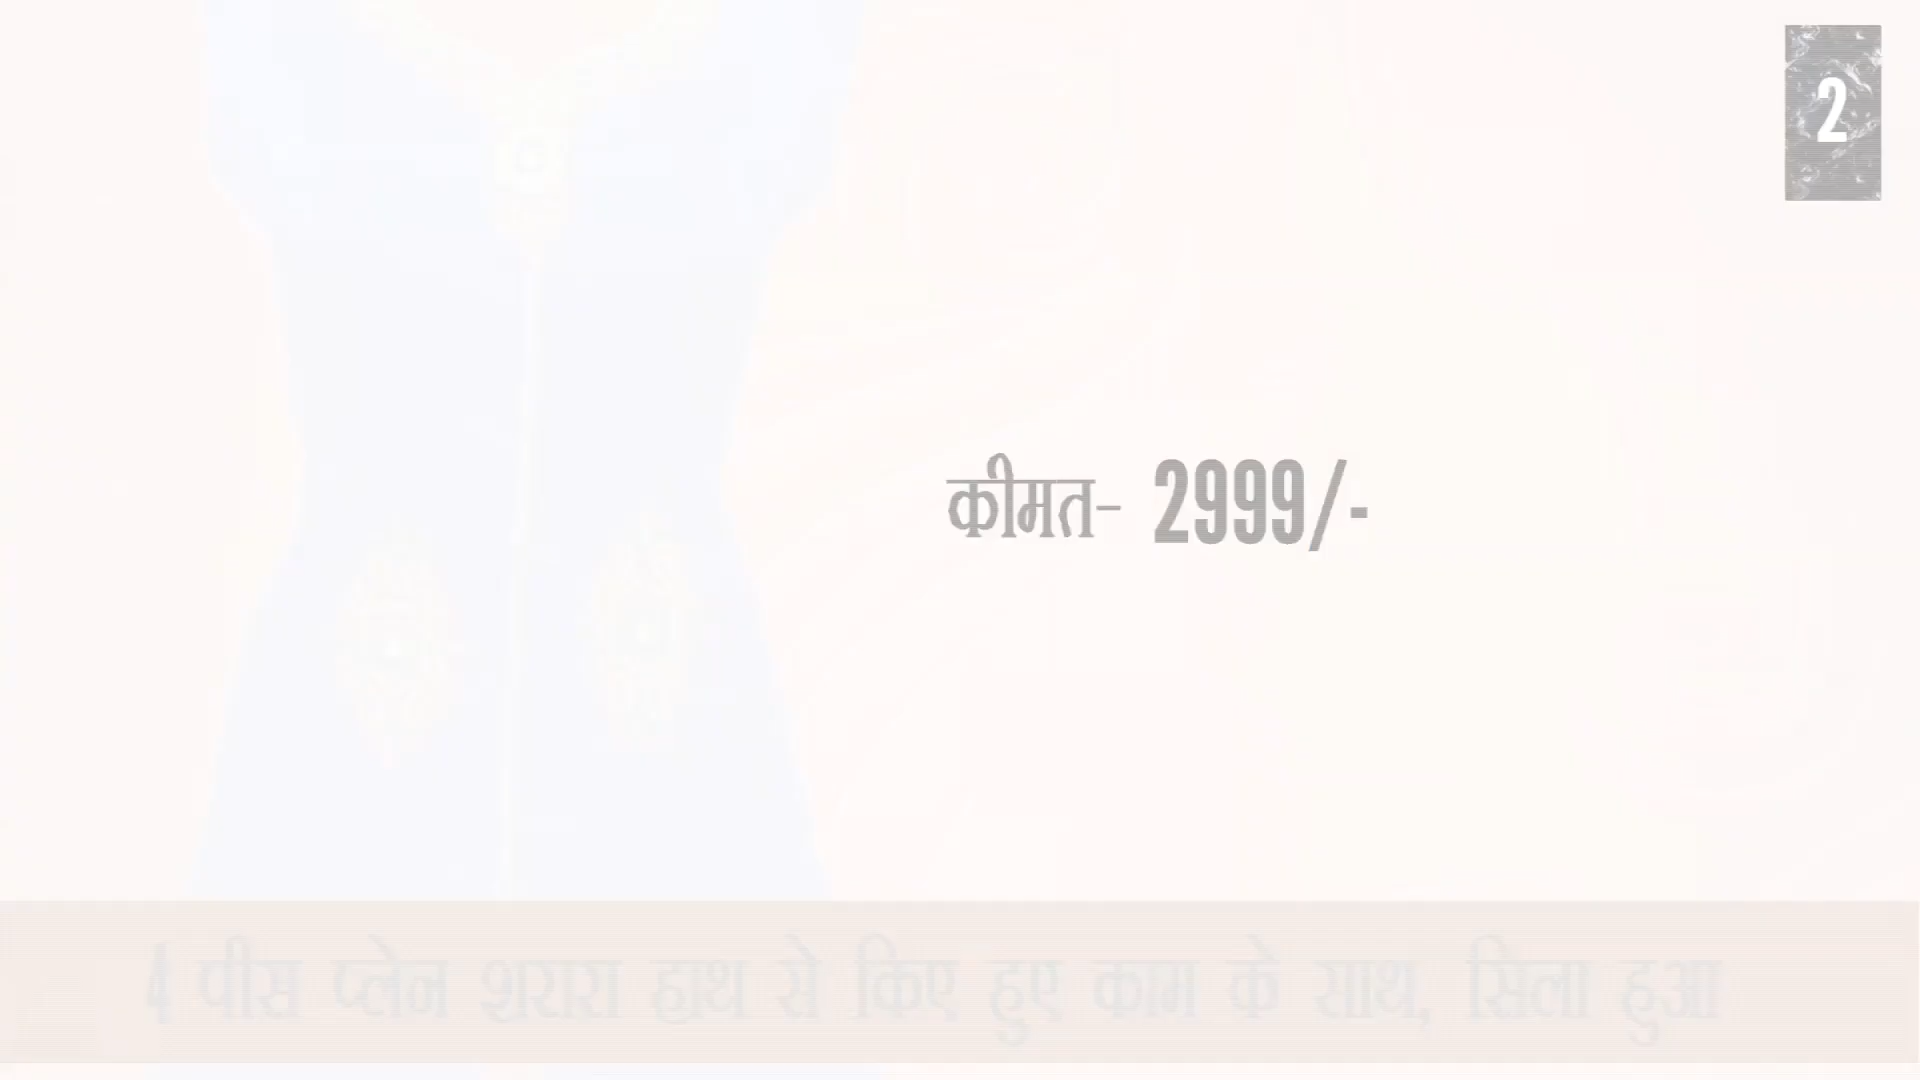 2
कीमत- 2999/-
4 पीस प्लेन शरारा हाथ से किए हुए काम के साथ, सिला हुआ